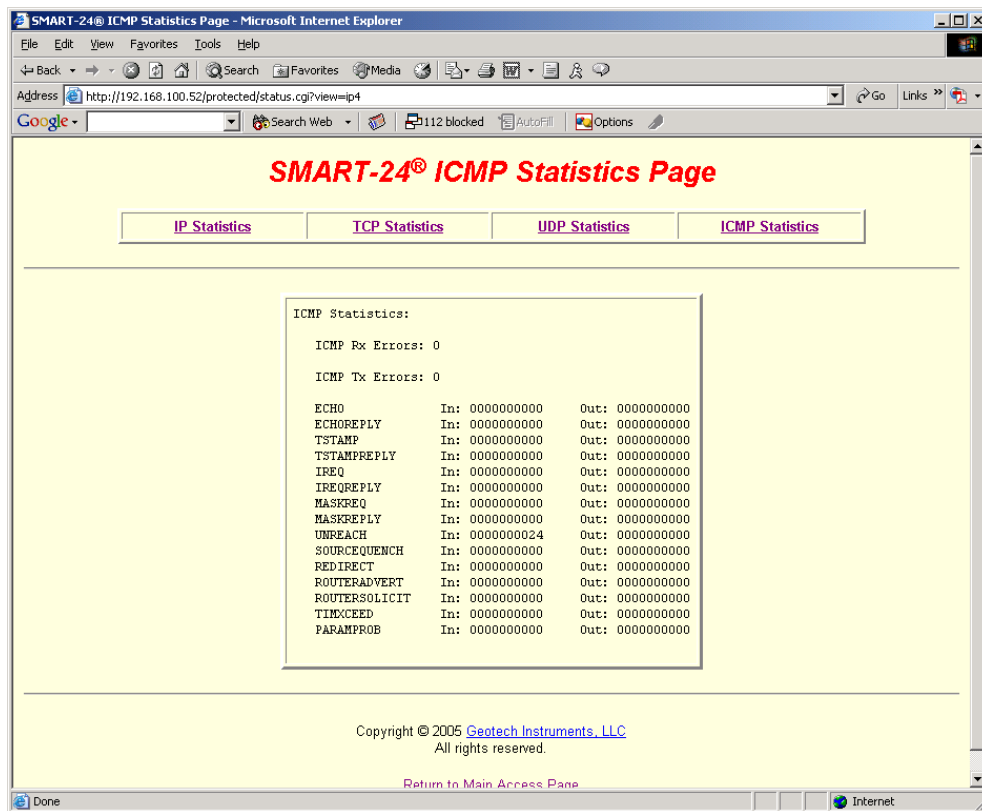 SMART-24® ICMP Statistics Page - Microsoft Internet Explorer
File Edit View Favorites Tools Help
Back Search Favorites Media
Address http://192.168.100.52/protected/status.cgi?view=ip4 Go Links »
Google Search Web 112 blocked AutoFill Options
SMART-24® ICMP Statistics Page
IP Statistics TCP Statistics UDP Statistics ICMP Statistics
ICMP Statistics:
ICMP Rx Errors: 0
ICMP Tx Errors: 0
ECHO In: 0000000000 Out: 0000000000
ECHOREPLY In: 0000000000 Out: 0000000000
TSTAMP In: 0000000000 Out: 0000000000
TSTAMPREPLY In: 0000000000 Out: 0000000000
IREQ In: 0000000000 Out: 0000000000
IREQREPLY In: 0000000000 Out: 0000000000
MASKREQ In: 0000000000 Out: 0000000000
MASKREPLY In: 0000000000 Out: 0000000000
UNREACH In: 0000000024 Out: 0000000000
SOURCEQUENCH In: 0000000000 Out: 0000000000
REDIRECT In: 0000000000 Out: 0000000000
ROUTERADVERT In: 0000000000 Out: 0000000000
ROUTERSOLICIT In: 0000000000 Out: 0000000000
TIMXCEED In: 0000000000 Out: 0000000000
PARAMPROB In: 0000000000 Out: 0000000000
Copyright © 2005 Geotech Instruments, LLC
All rights reserved.
Return to Main Access Page
Done Internet